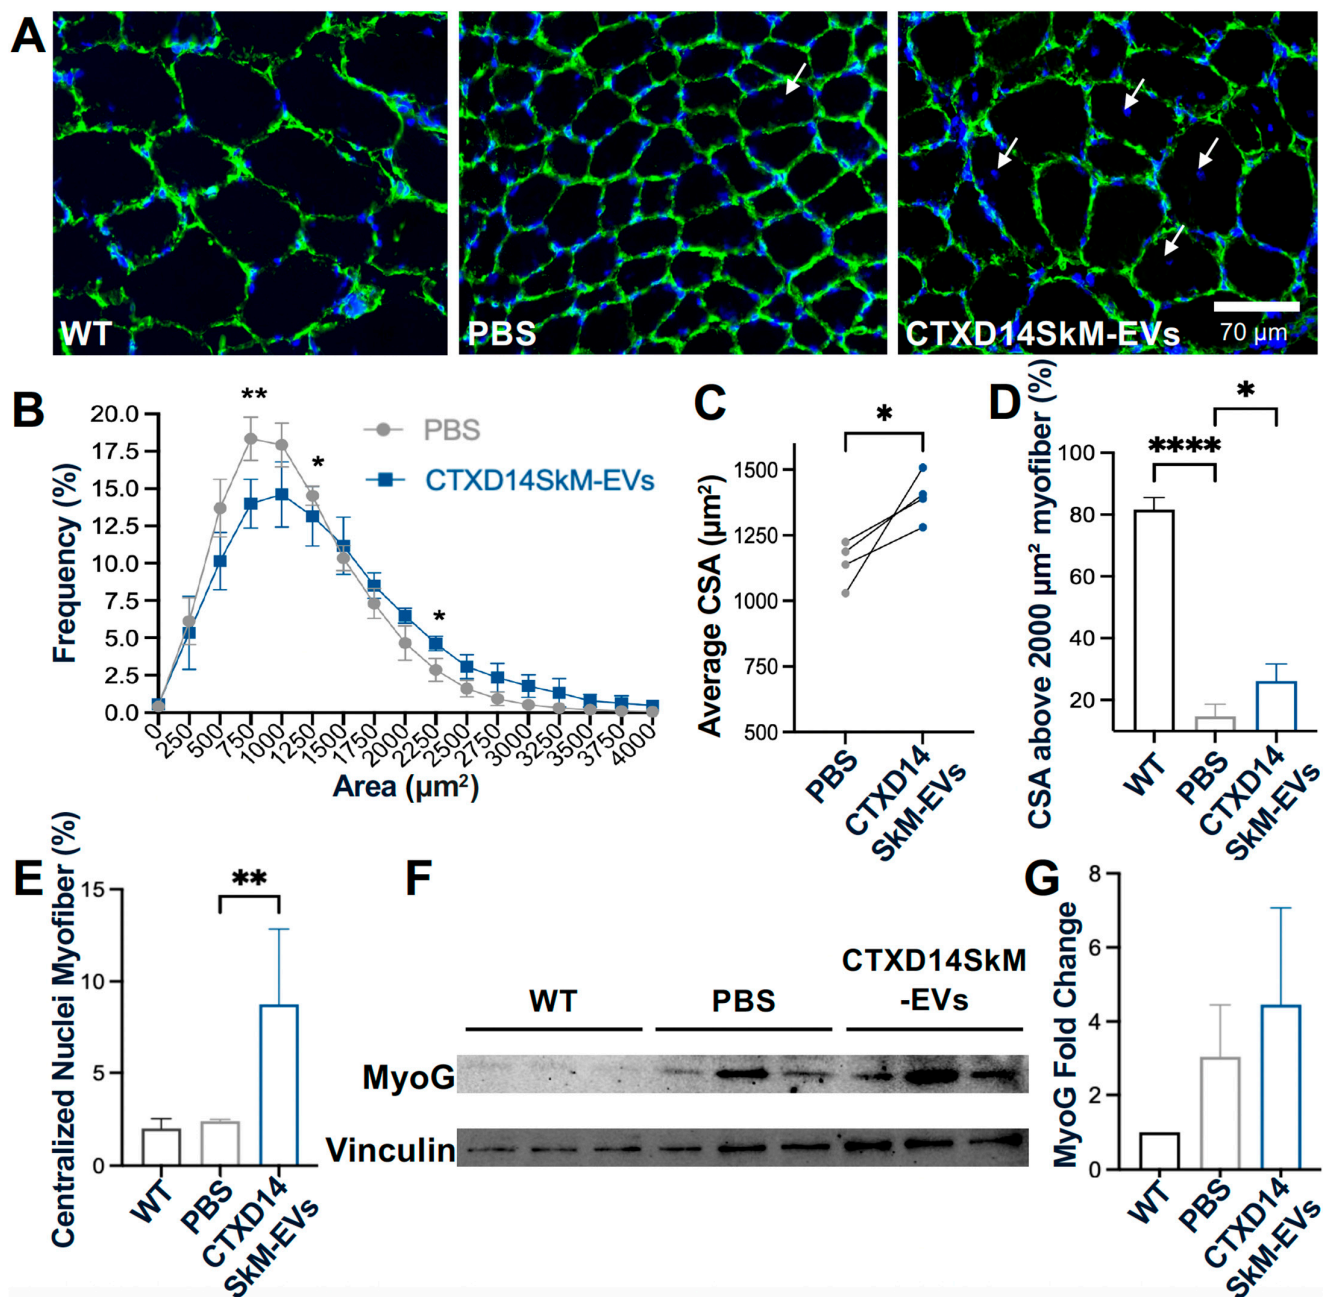 A
WT
PBS
CTXD14SkM-EVs
70 µm
B
Frequency (%)
20.0
17.5
15.0
12.5
10.0
7.5
5.0
2.5
0.0
**
*
*
PBS
CTXD14SkM-EVs
0
250
500
750
1000
1250
1500
1750
2000
2250
2500
2750
3000
3250
3500
3750
4000
Area (µm²)
C
Average CSA (µm²)
1500
1250
1000
750
500
*
PBS
CTXD14
SkM-EVs
D
CSA above 2000 µm² myofiber (%)
100
80
60
40
20
****
*
WT
PBS
CTXD14
SkM-EVs
E
Centralized Nuclei Myofiber (%)
15
10
5
0
**
WT
PBS
CTXD14
SkM-EVs
F
WT
PBS
CTXD14SkM
-EVs
MyoG
Vinculin
G
MyoG Fold Change
8
6
4
2
0
WT
PBS
CTXD14
SkM-EVs